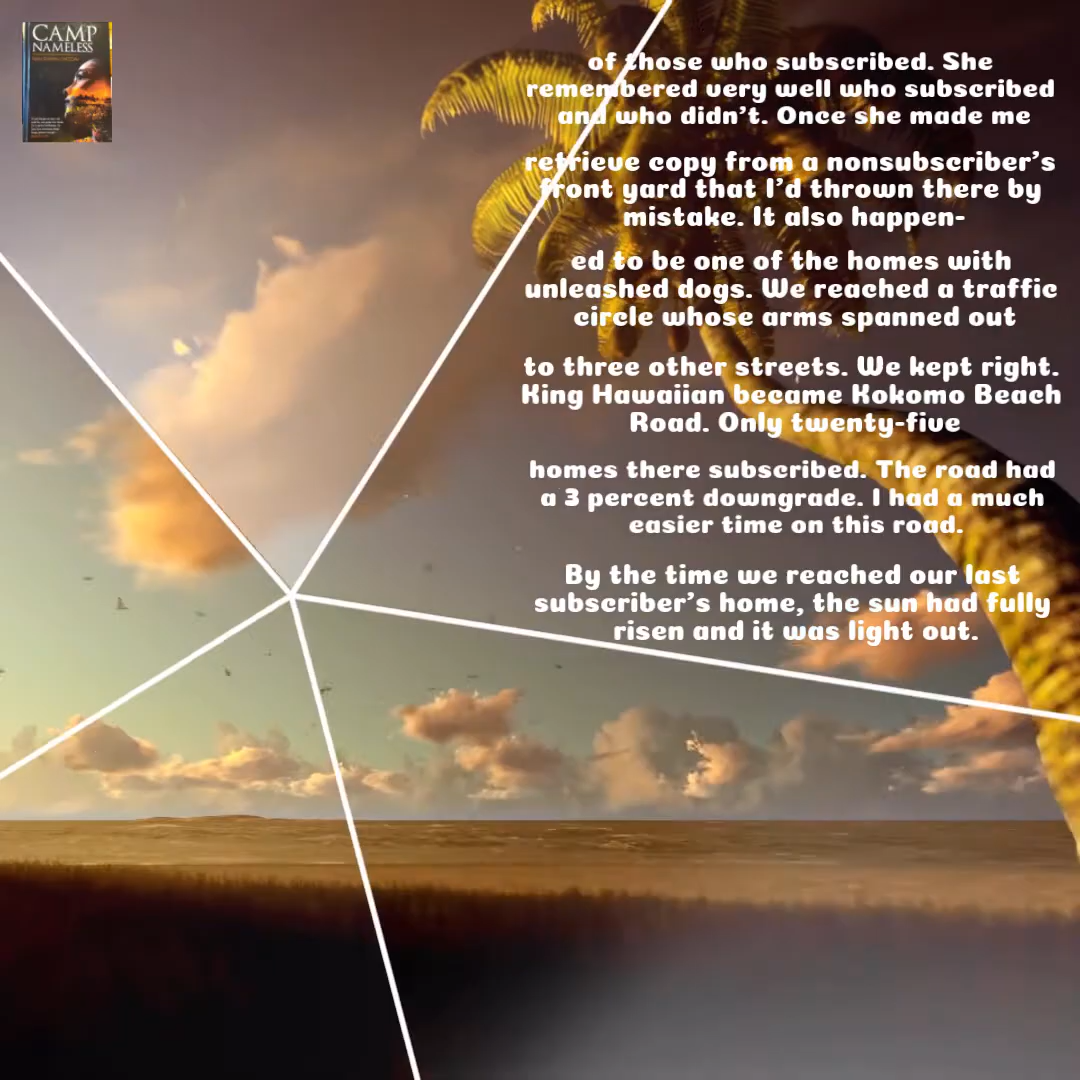 CAMP
NAMELESS
of those who subscribed. She
remembered very well who subscribed
and who didn’t. Once she made me
retrieve copy from a nonsubscriber’s
front yard that I’d thrown there by
mistake. It also happen-
ed to be one of the homes with
unleashed dogs. We reached a traffic
circle whose arms spanned out
to three other streets. We kept right.
King Hawaiian became Kokomo Beach
Road. Only twenty-five
homes there subscribed. The road had
a 3 percent downgrade. I had a much
easier time on this road.
By the time we reached our last
subscriber’s home, the sun had fully
risen and it was light out.